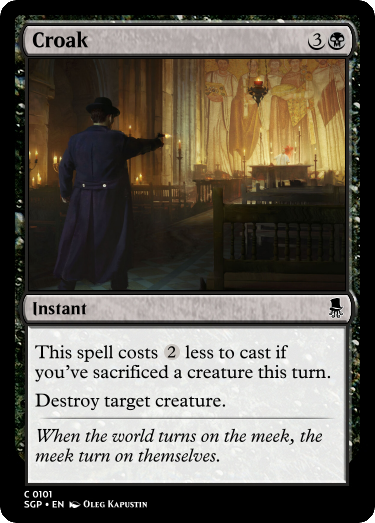 Croak 3
Instant
This spell costs 2 less to cast if
you've sacrificed a creature this turn.
Destroy target creature.
When the world turns on the meek, the
meek turn on themselves.
C 0101
SGP • EN Oleg Kapustin